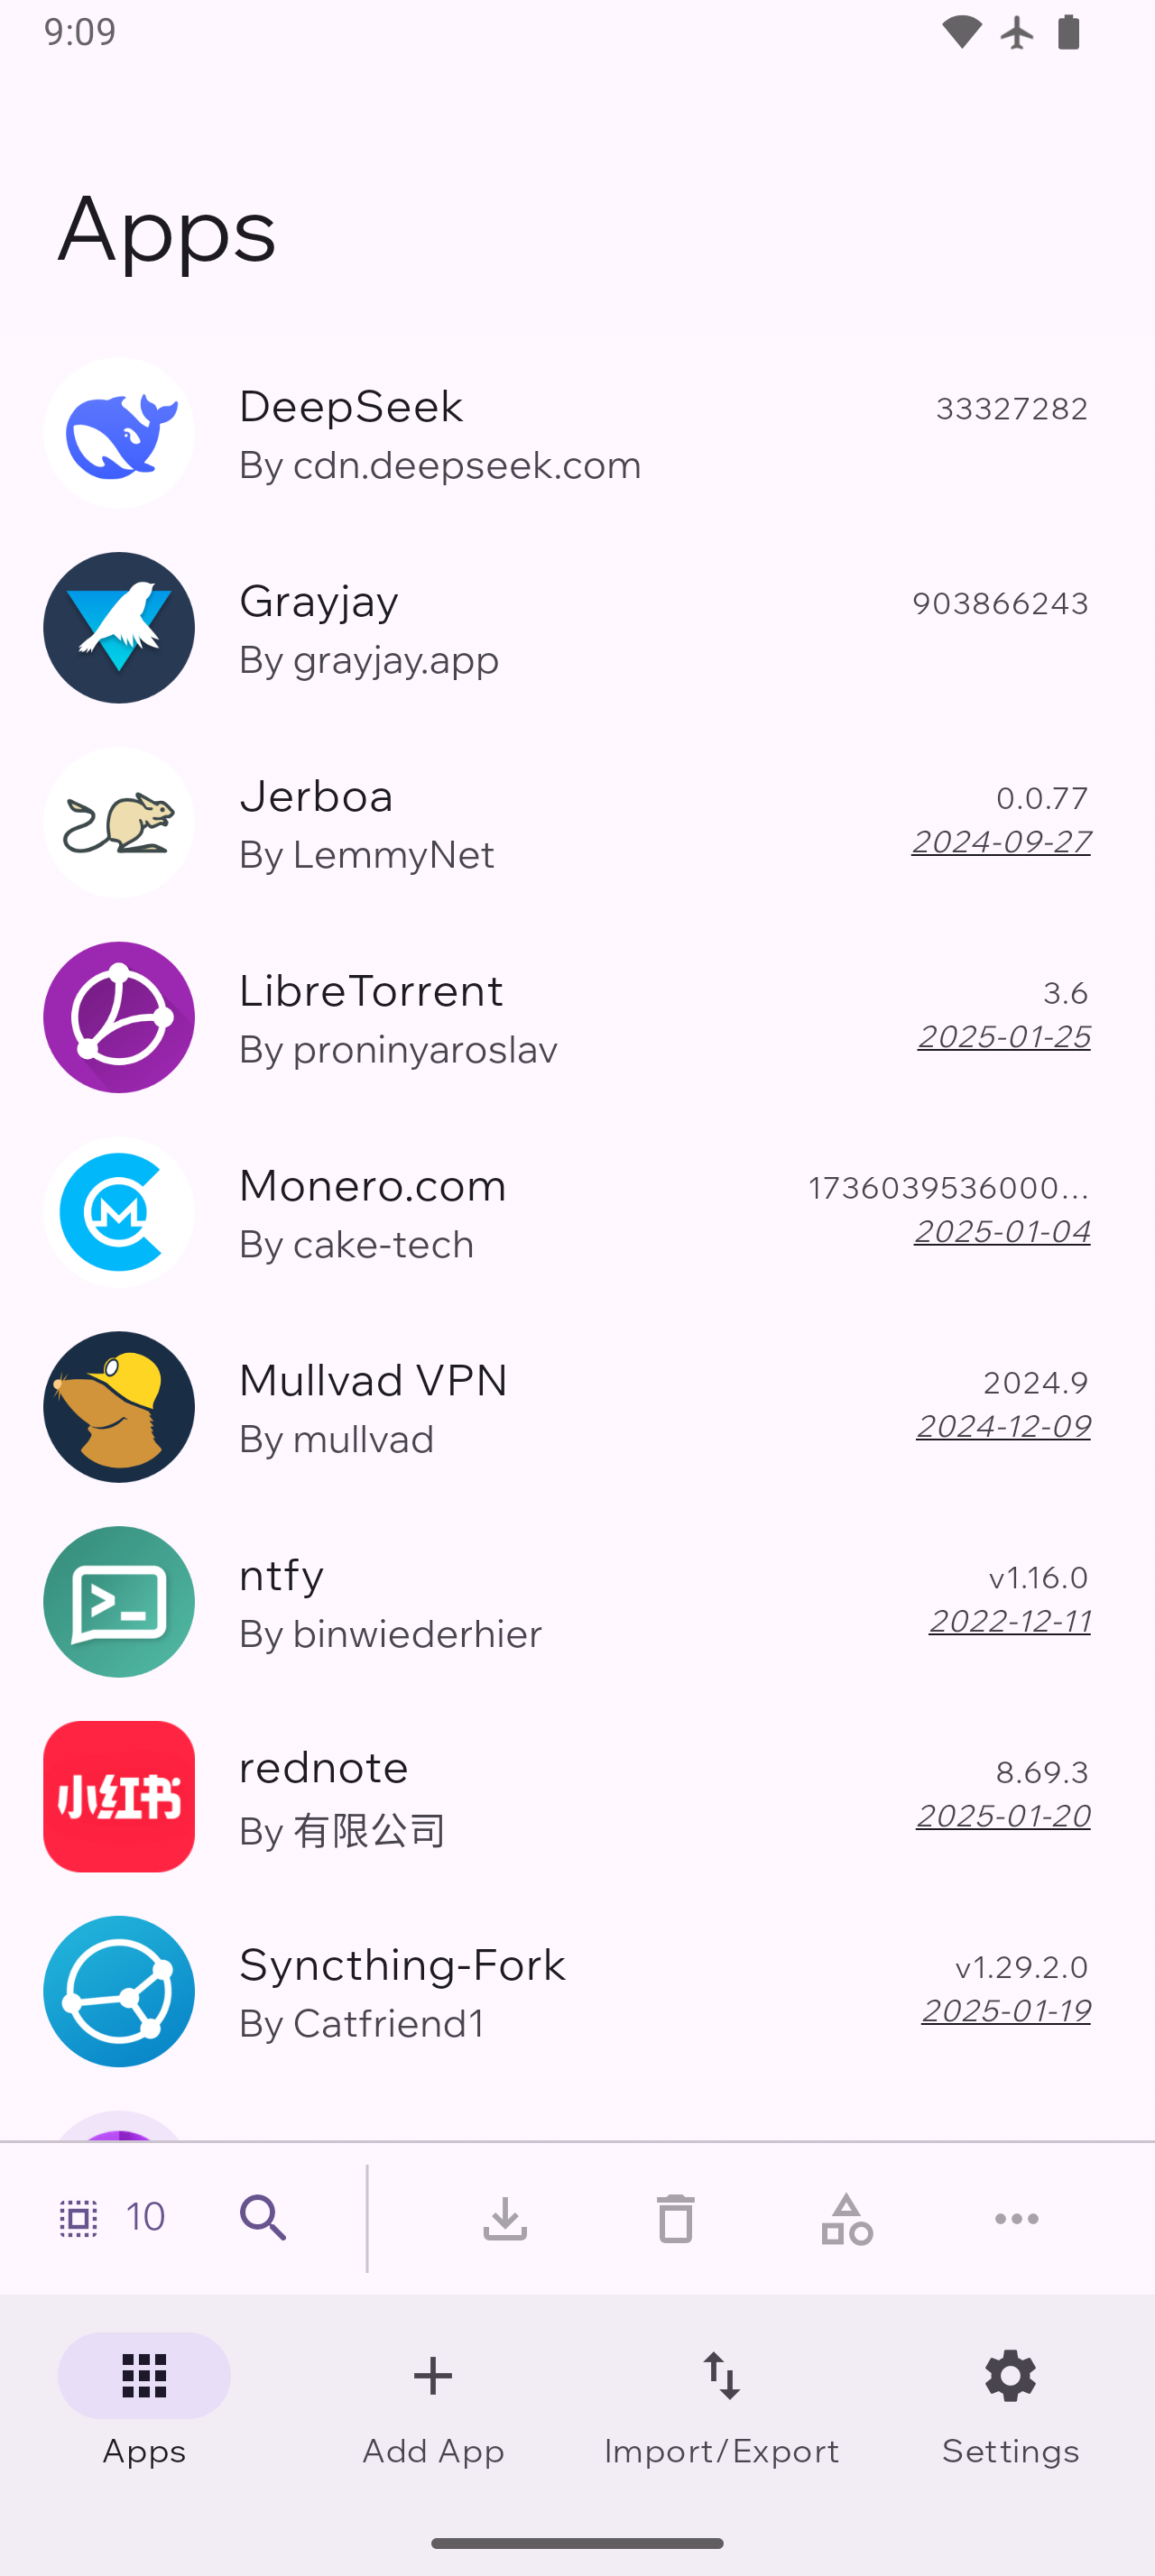 9:09
Apps
DeepSeek
33327282
By cdn.deepseek.com
Grayjay
903866243
By grayjay.app
Jerboa
0.0.77
By LemmyNet
2024-09-27
LibreTorrent
3.6
By proninyaroslav
2025-01-25
Monero.com
1736039536000...
By cake-tech
2025-01-04
Mullvad VPN
2024.9
By mullvad
2024-12-09
ntfy
v1.16.0
By binwiederhier
2022-12-11
小红书
rednote
8.69.3
By 有限公司
2025-01-20
Syncthing-Fork
v1.29.2.0
By Catfriend1
2025-01-19
10
Apps
Add App
Import/Export
Settings